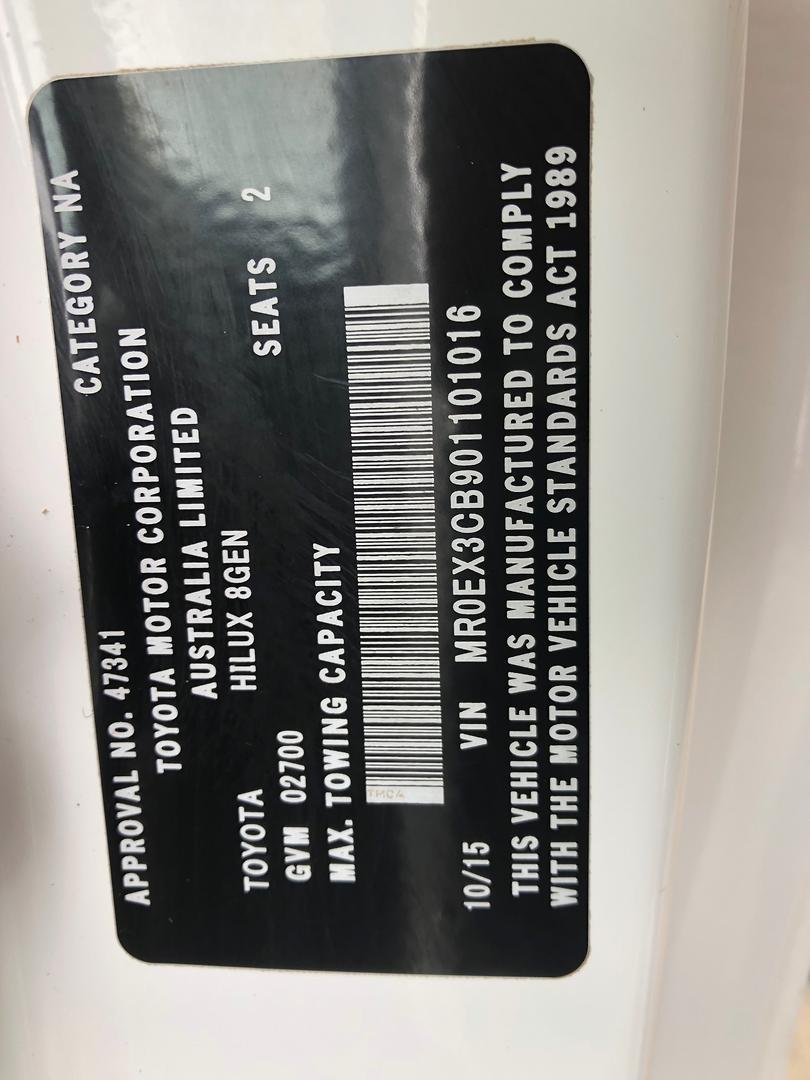 APPROVAL NO. 47341 CATEGORY NA
TOYOTA MOTOR CORPORATION
AUSTRALIA LIMITED
TOYOTA HILUX 8GEN
GVM 02700 SEATS 2
MAX. TOWING CAPACITY
TMCA
10/15 VIN MR0EX3CB901101016
THIS VEHICLE WAS MANUFACTURED TO COMPLY
WITH THE MOTOR VEHICLE STANDARDS ACT 1989